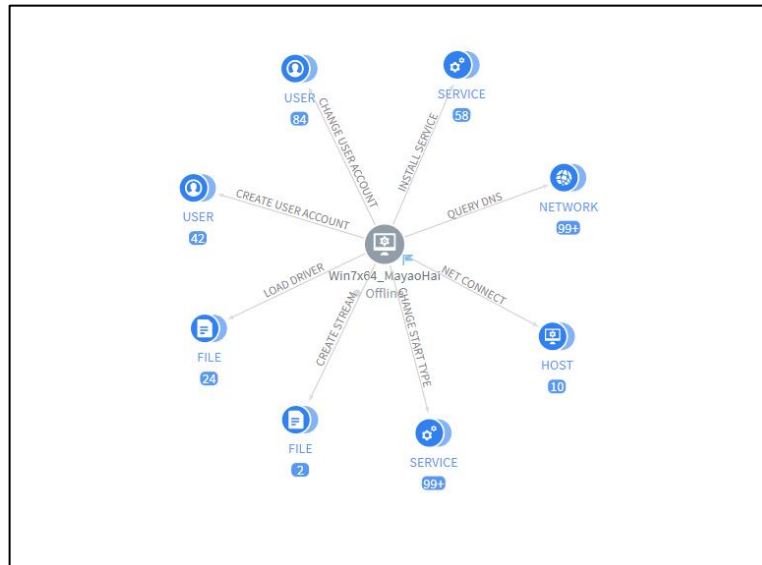 USER
84
SERVICE
58
CHANGE USER ACCOUNT
INSTALL SERVICE
USER
42
CREATE USER ACCOUNT
QUERY DNS
NETWORK
99+
Win7x64_MayaoHai
Offline
LOAD DRIVER
NET CONNECT
FILE
24
CREATE STREAM
CHANGE START TYPE
HOST
10
FILE
2
SERVICE
99+